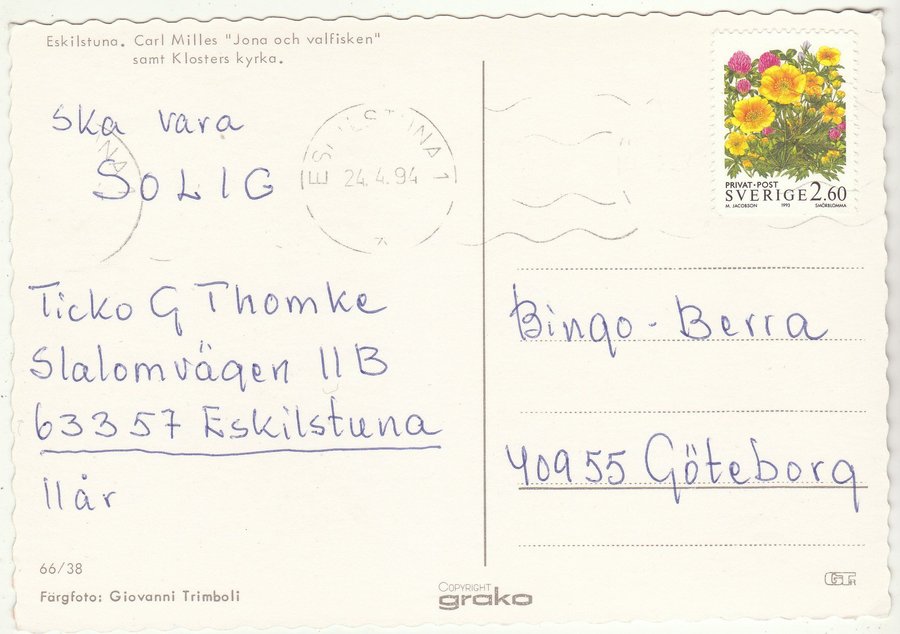 Eskilstuna. Carl Milles "Jona och valfisken"
samt Klosters kyrka.
Ska vara
SOLIG
ESKILSTUNA 1
24.4.94
Ticko G Thomke
Slalomvägen 11B
63357 Eskilstuna
11 år
66/38
Färgfoto: Giovanni Trimboli
COPYRIGHT
grako
PRIVAT·POST
SVERIGE 2.60
M. JACOBSON 1993 SMÖRBLOMMA
Bingo-Berra
40955 Göteborg